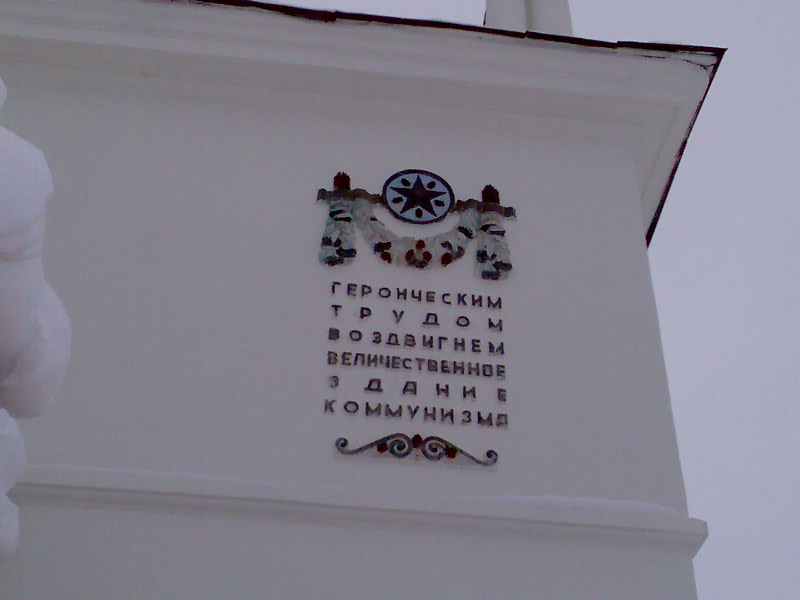 ГЕРОИЧЕСКИМ
ТРУДОМ
ВОЗДВИГНЕМ
ВЕЛИЧЕСТВЕННОЕ
ЗДАНИЕ
КОММУНИЗМА